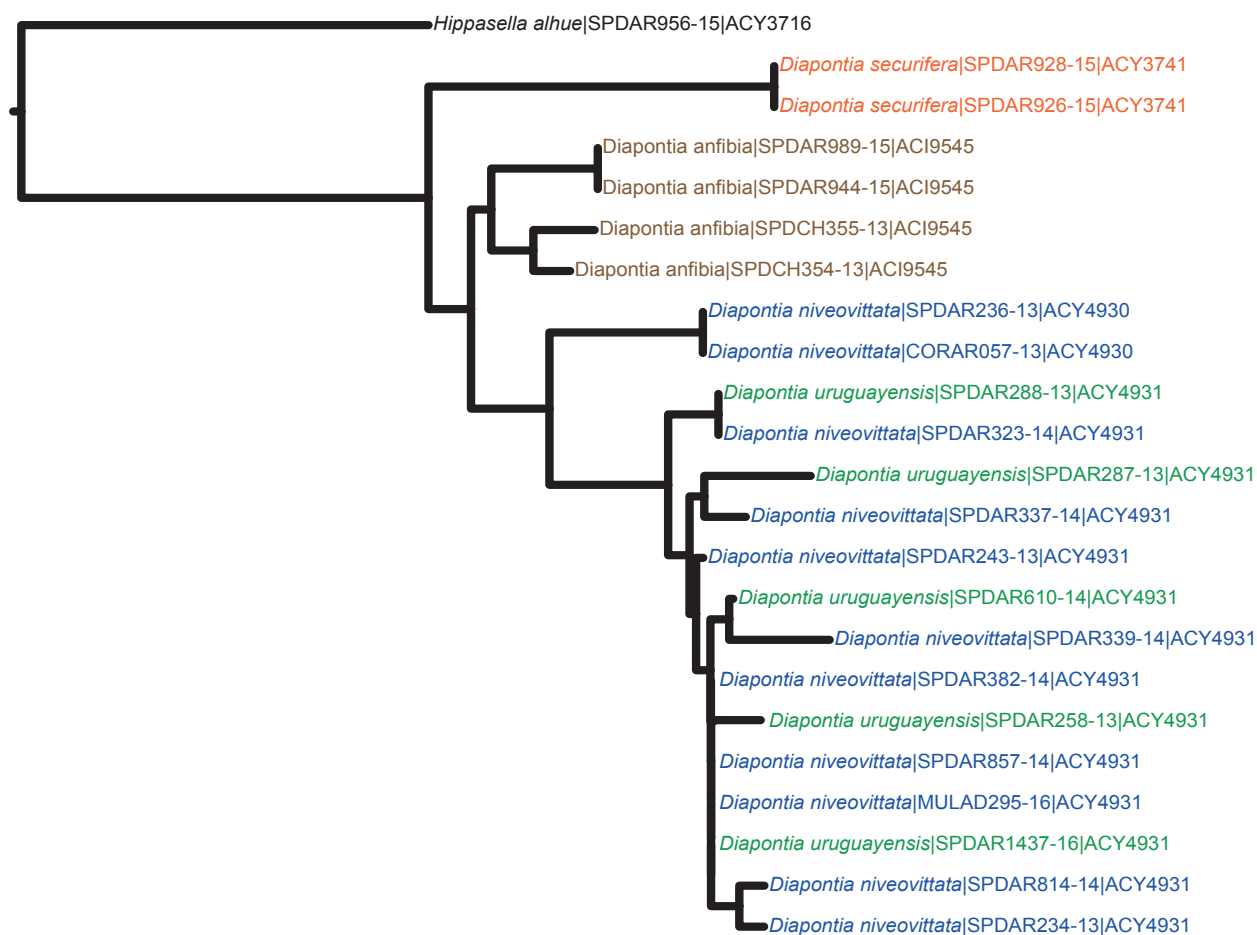 Hippasella alhue|SPDAR956-15|ACY3716
Diapontia securifera|SPDAR928-15|ACY3741
Diapontia securifera|SPDAR926-15|ACY3741
Diapontia anfibia|SPDAR989-15|ACI9545
Diapontia anfibia|SPDAR944-15|ACI9545
Diapontia anfibia|SPDCH355-13|ACI9545
Diapontia anfibia|SPDCH354-13|ACI9545
Diapontia niveovittata|SPDAR236-13|ACY4930
Diapontia niveovittata|CORAR057-13|ACY4930
Diapontia uruguayensis|SPDAR288-13|ACY4931
Diapontia niveovittata|SPDAR323-14|ACY4931
Diapontia uruguayensis|SPDAR287-13|ACY4931
Diapontia niveovittata|SPDAR337-14|ACY4931
Diapontia niveovittata|SPDAR243-13|ACY4931
Diapontia uruguayensis|SPDAR610-14|ACY4931
Diapontia niveovittata|SPDAR339-14|ACY4931
Diapontia niveovittata|SPDAR382-14|ACY4931
Diapontia uruguayensis|SPDAR258-13|ACY4931
Diapontia niveovittata|SPDAR857-14|ACY4931
Diapontia niveovittata|MULAD295-16|ACY4931
Diapontia uruguayensis|SPDAR1437-16|ACY4931
Diapontia niveovittata|SPDAR814-14|ACY4931
Diapontia niveovittata|SPDAR234-13|ACY4931